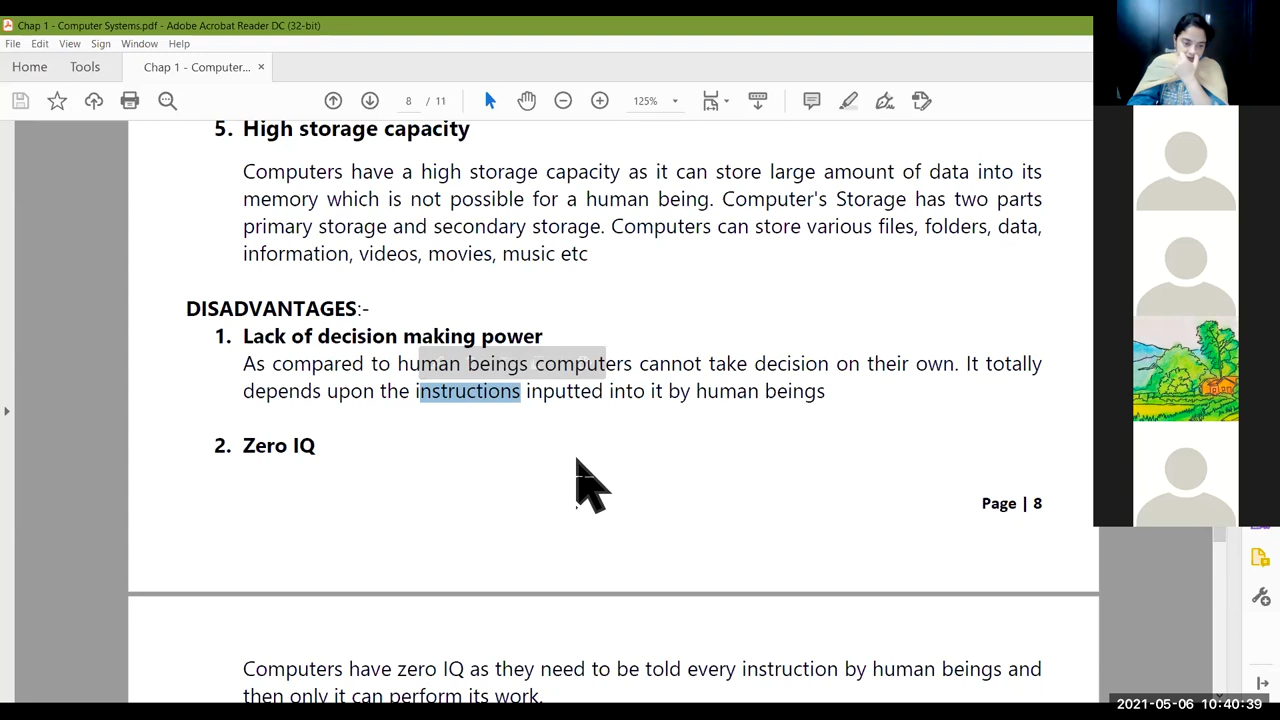 Chap 1 - Computer Systems.pdf - Adobe Acrobat Reader DC (32-bit)
File Edit View Sign Window Help
Home Tools Chap 1 - Computer... ×
8 / 11 125%
5. High storage capacity
Computers have a high storage capacity as it can store large amount of data into its
memory which is not possible for a human being. Computer's Storage has two parts
primary storage and secondary storage. Computers can store various files, folders, data,
information, videos, movies, music etc
DISADVANTAGES:-
1. Lack of decision making power
As compared to human beings computers cannot take decision on their own. It totally
depends upon the instructions inputted into it by human beings
2. Zero IQ
Page | 8
Computers have zero IQ as they need to be told every instruction by human beings and
then only it can perform its work.
2021-05-06 10:40:39